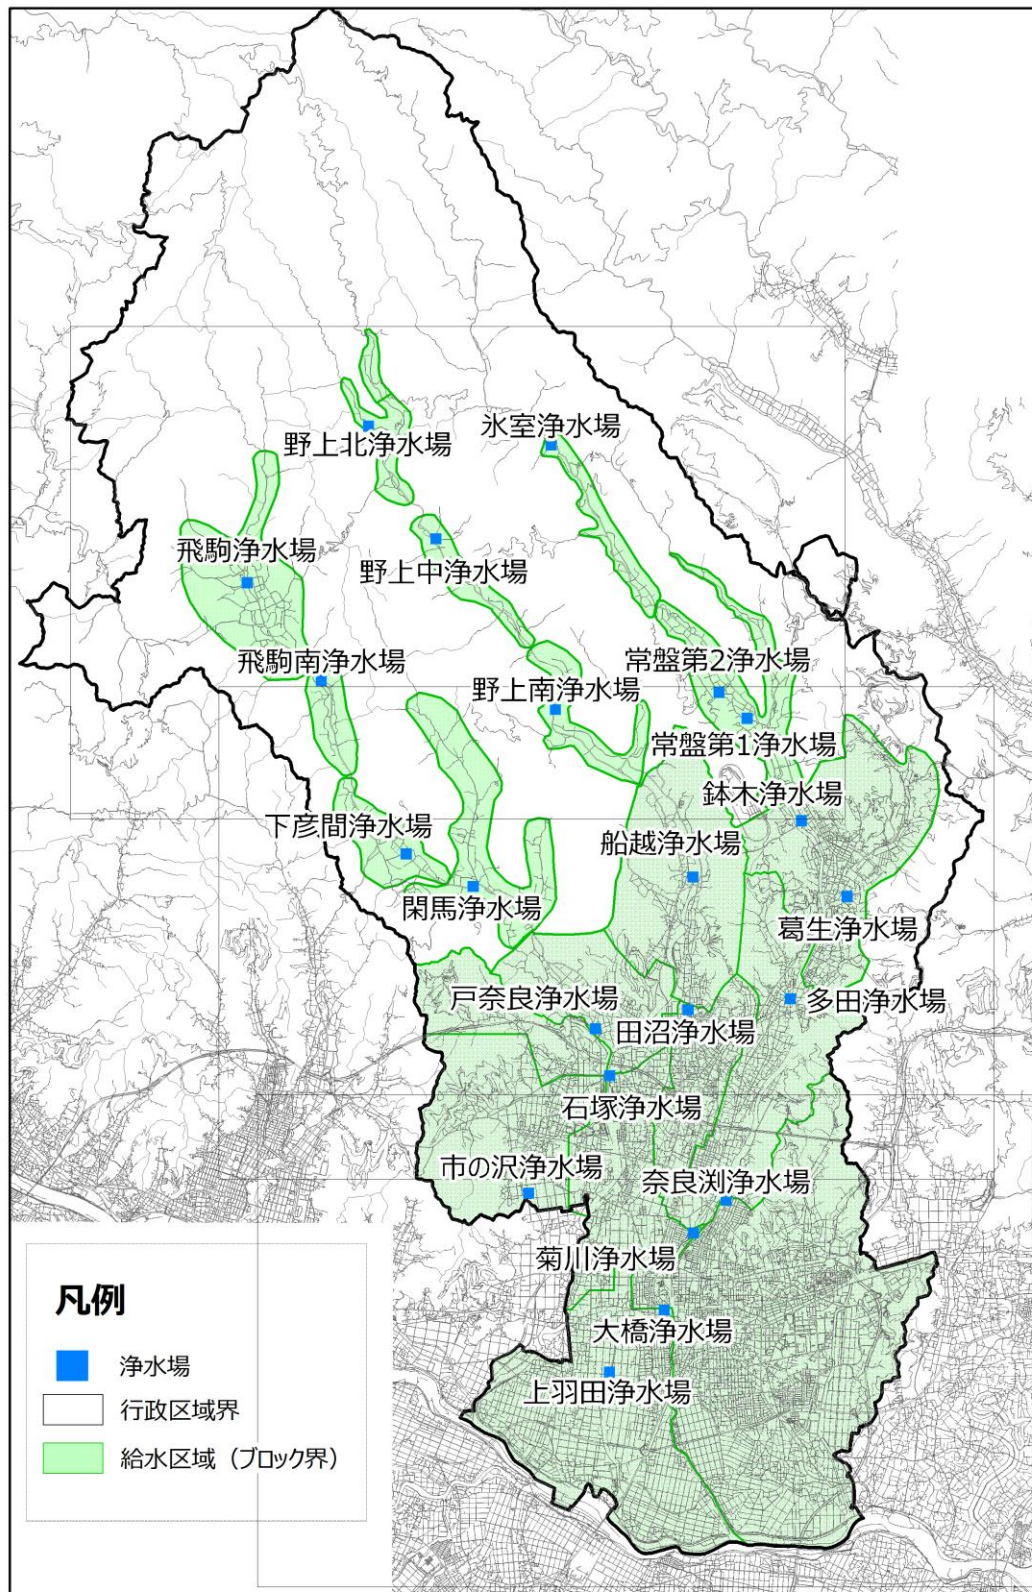 氷室浄水場
野上北浄水場
飛駒浄水場
野上中浄水場
飛駒南浄水場
野上南浄水場
常盤第2浄水場
常盤第1浄水場
鉢木浄水場
下彦間浄水場
船越浄水場
閑馬浄水場
葛生浄水場
戸奈良浄水場
田沼浄水場
多田浄水場
石塚浄水場
市の沢浄水場
奈良渕浄水場
菊川浄水場
大橋浄水場
上羽田浄水場
凡例
浄水場
行政区域界
給水区域（ブロック界）